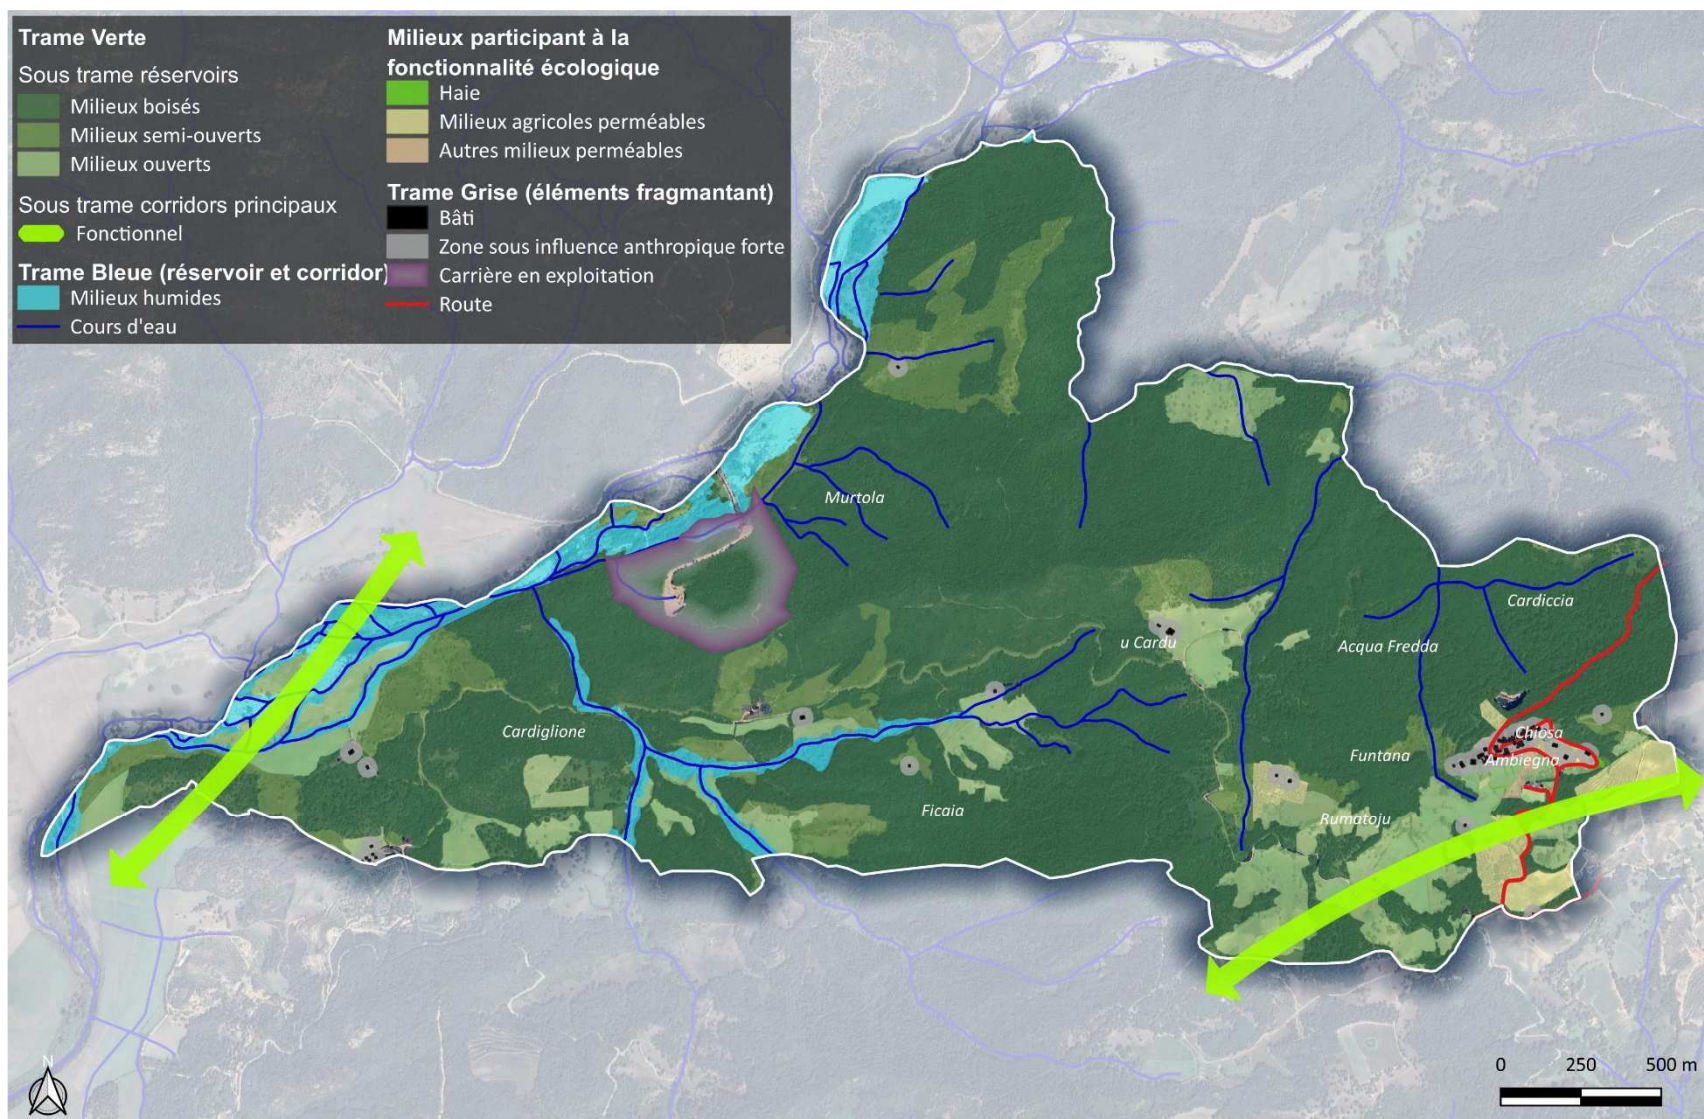 Trame Verte
Sous trame réservoirs
Milieux boisés
Milieux semi-ouverts
Milieux ouverts
Sous trame corridors principaux
Fonctionnel
Trame Bleue (réservoir et corridor)
Milieux humides
Cours d'eau
Milieux participant à la
fonctionnalité écologique
Haie
Milieux agricoles perméables
Autres milieux perméables
Trame Grise (éléments fragmantant)
Bâti
Zone sous influence anthropique forte
Carrière en exploitation
Route
Murtola
Cardiccia
u Cardu
Acqua Fredda
Cardiglione
Chiosa
Funtana
Ambiegna
Ficaia
Rumatoju
N
0 250 500 m